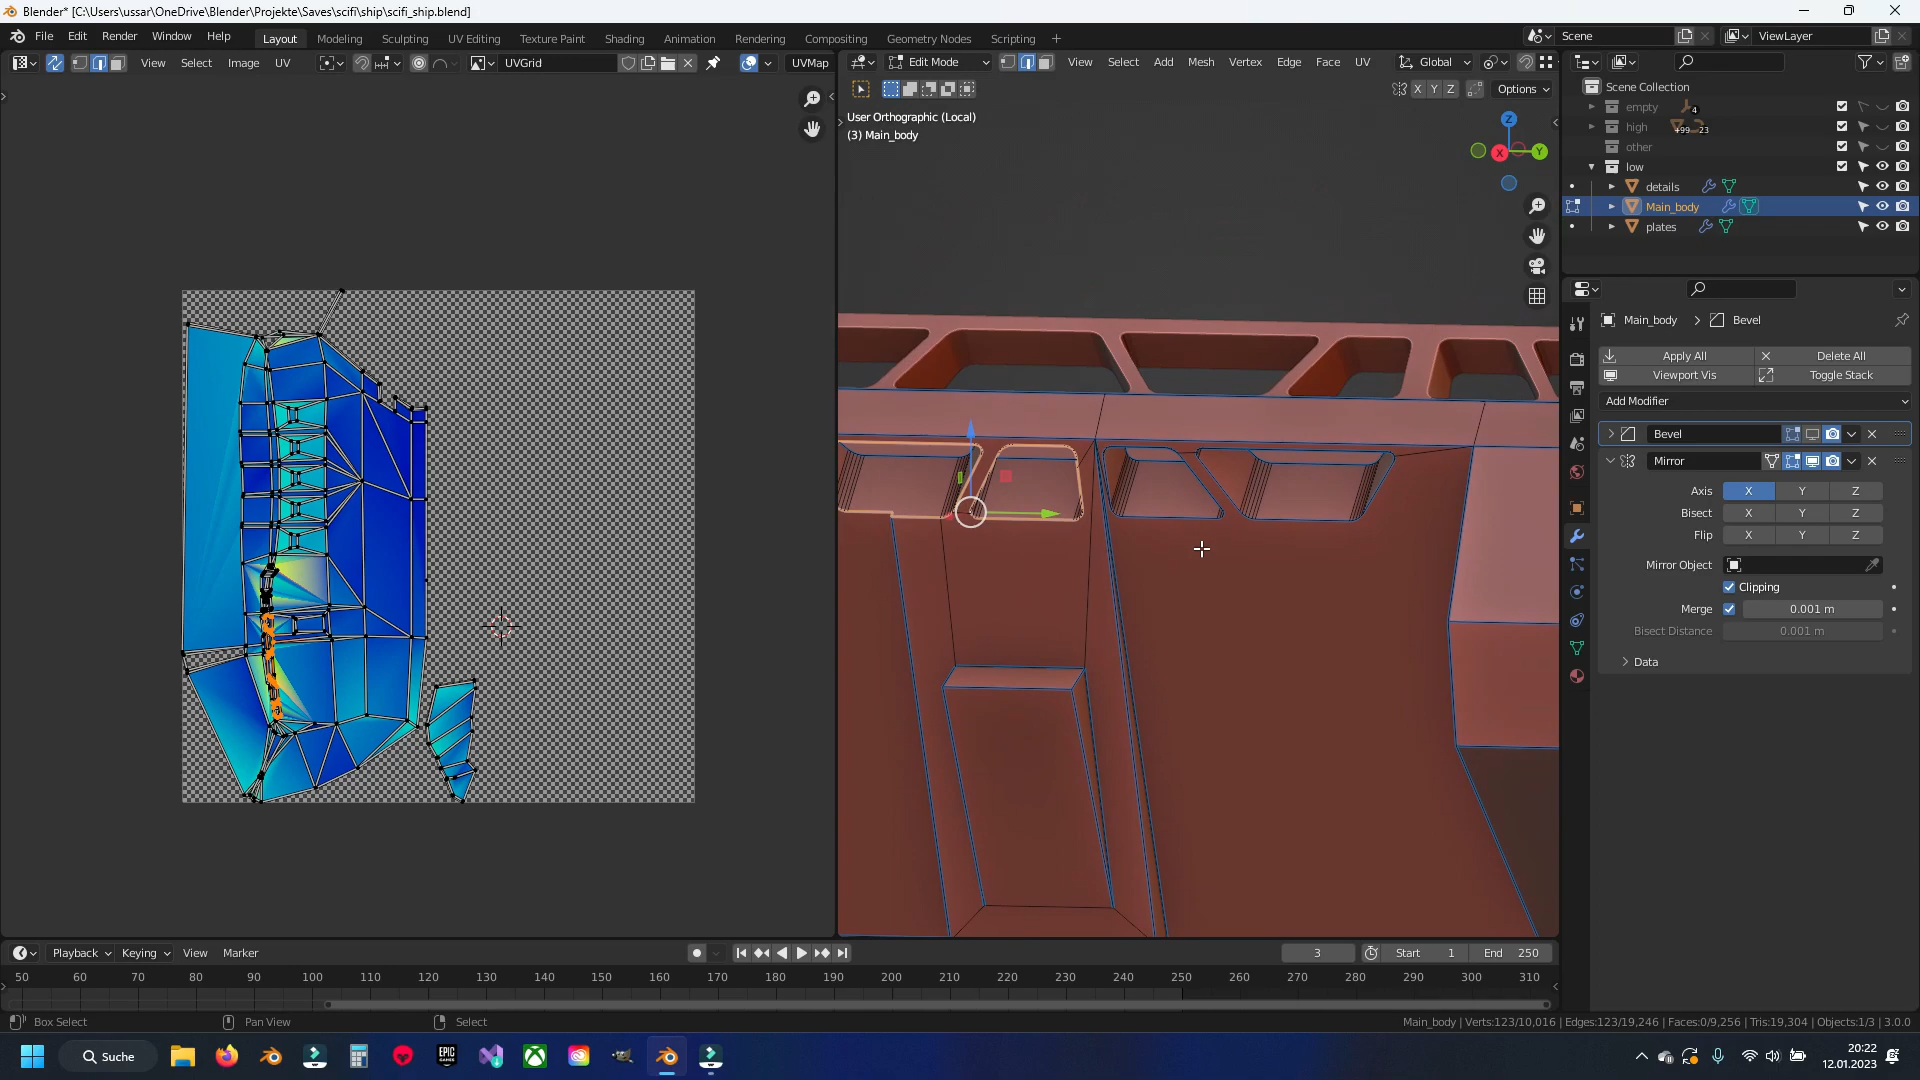 Blender* [C:\Users\ussar\OneDrive\Blender\Projekte\Saves\scifi\ship\scifi_ship.blend]
File Edit Render Window Help Layout Modeling Sculpting UV Editing Texture Paint Shading Animation Rendering Compositing Geometry Nodes Scripting + Scene ViewLayer
View Select Image UV UVGrid UVMap Edit Mode View Select Add Mesh Vertex Edge Face UV Global
X Y Z Options
User Orthographic (Local)
(3) Main_body
Z
X
Y
Scene Collection
empty 4
high +99 23
other
low
details
Main_body
plates
Main_body > Bevel
Apply All Delete All
Viewport Vis Toggle Stack
Add Modifier
Bevel
Mirror
Axis X Y Z
Bisect X Y Z
Flip X Y Z
Mirror Object
Clipping
Merge 0.001 m
Bisect Distance 0.001 m
Data
Playback Keying View Marker 3 Start 1 End 250
50 60 70 80 90 100 110 120 130 140 150 160 170 180 190 200 210 220 230 240 250 260 270 280 290 300 310
Box Select Pan View Select Main_body | Verts:123/10,016 | Edges:123/19,246 | Faces:0/9,256 | Tris:19,304 | Objects:1/3 | 3.0.0
Suche
EPIC GAMES
20:22
12.01.2023